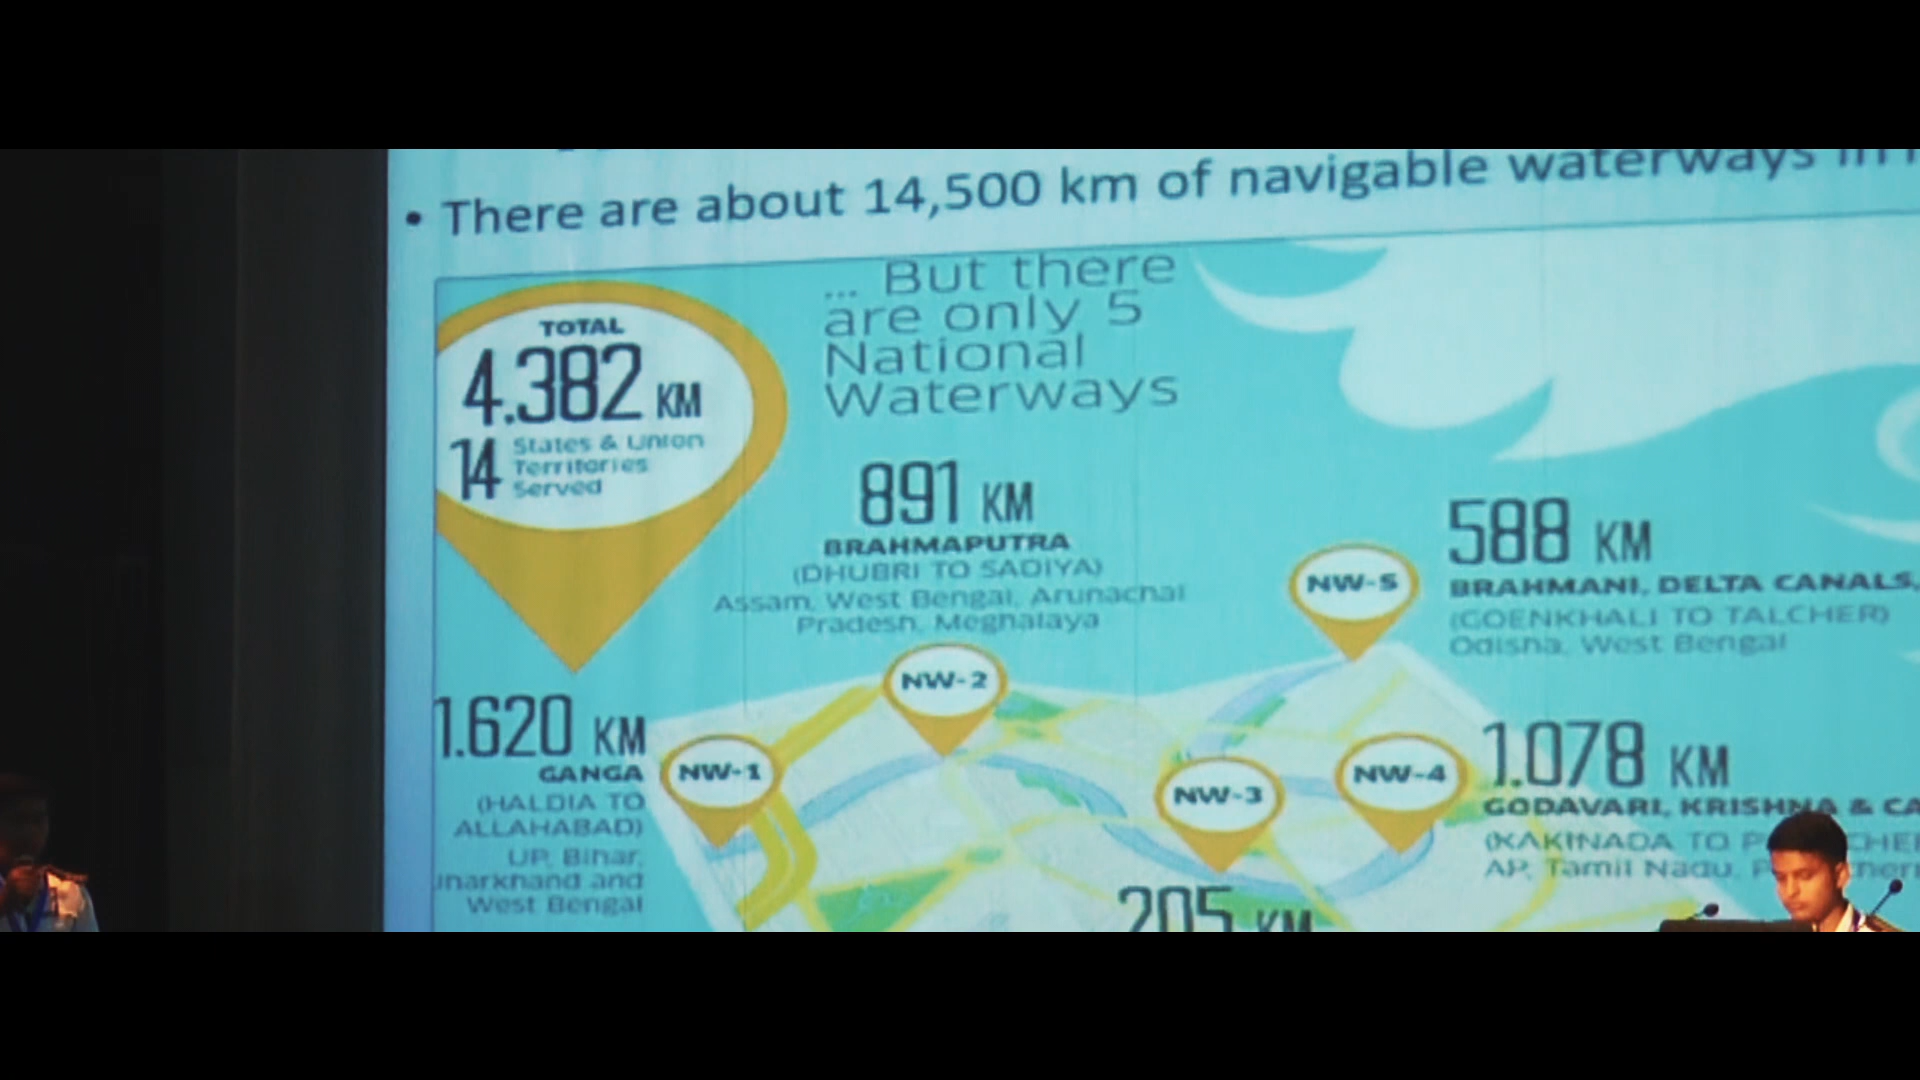 • There are about 14,500 km of navigable waterways in
... But there
are only 5
National
Waterways
TOTAL
4.382 KM
14 States & Union
Territories
Served
891 KM
BRAHMAPUTRA
(DHUBRI TO SADIYA)
Assam, West Bengal, Arunachal
Pradesh, Meghalaya
588 KM
BRAHMANI, DELTA CANALS,
(GOENKHALI TO TALCHER)
Odisha, West Bengal
NW-5
NW-2
1.620 KM
GANGA
(HALDIA TO
ALLAHABAD)
UP, Bihar,
Jharkhand and
West Bengal
NW-1
NW-3
NW-4
1.078 KM
GODAVARI, KRISHNA &
(KAKINADA TO
AP, Tamil Nadu,
205 KM